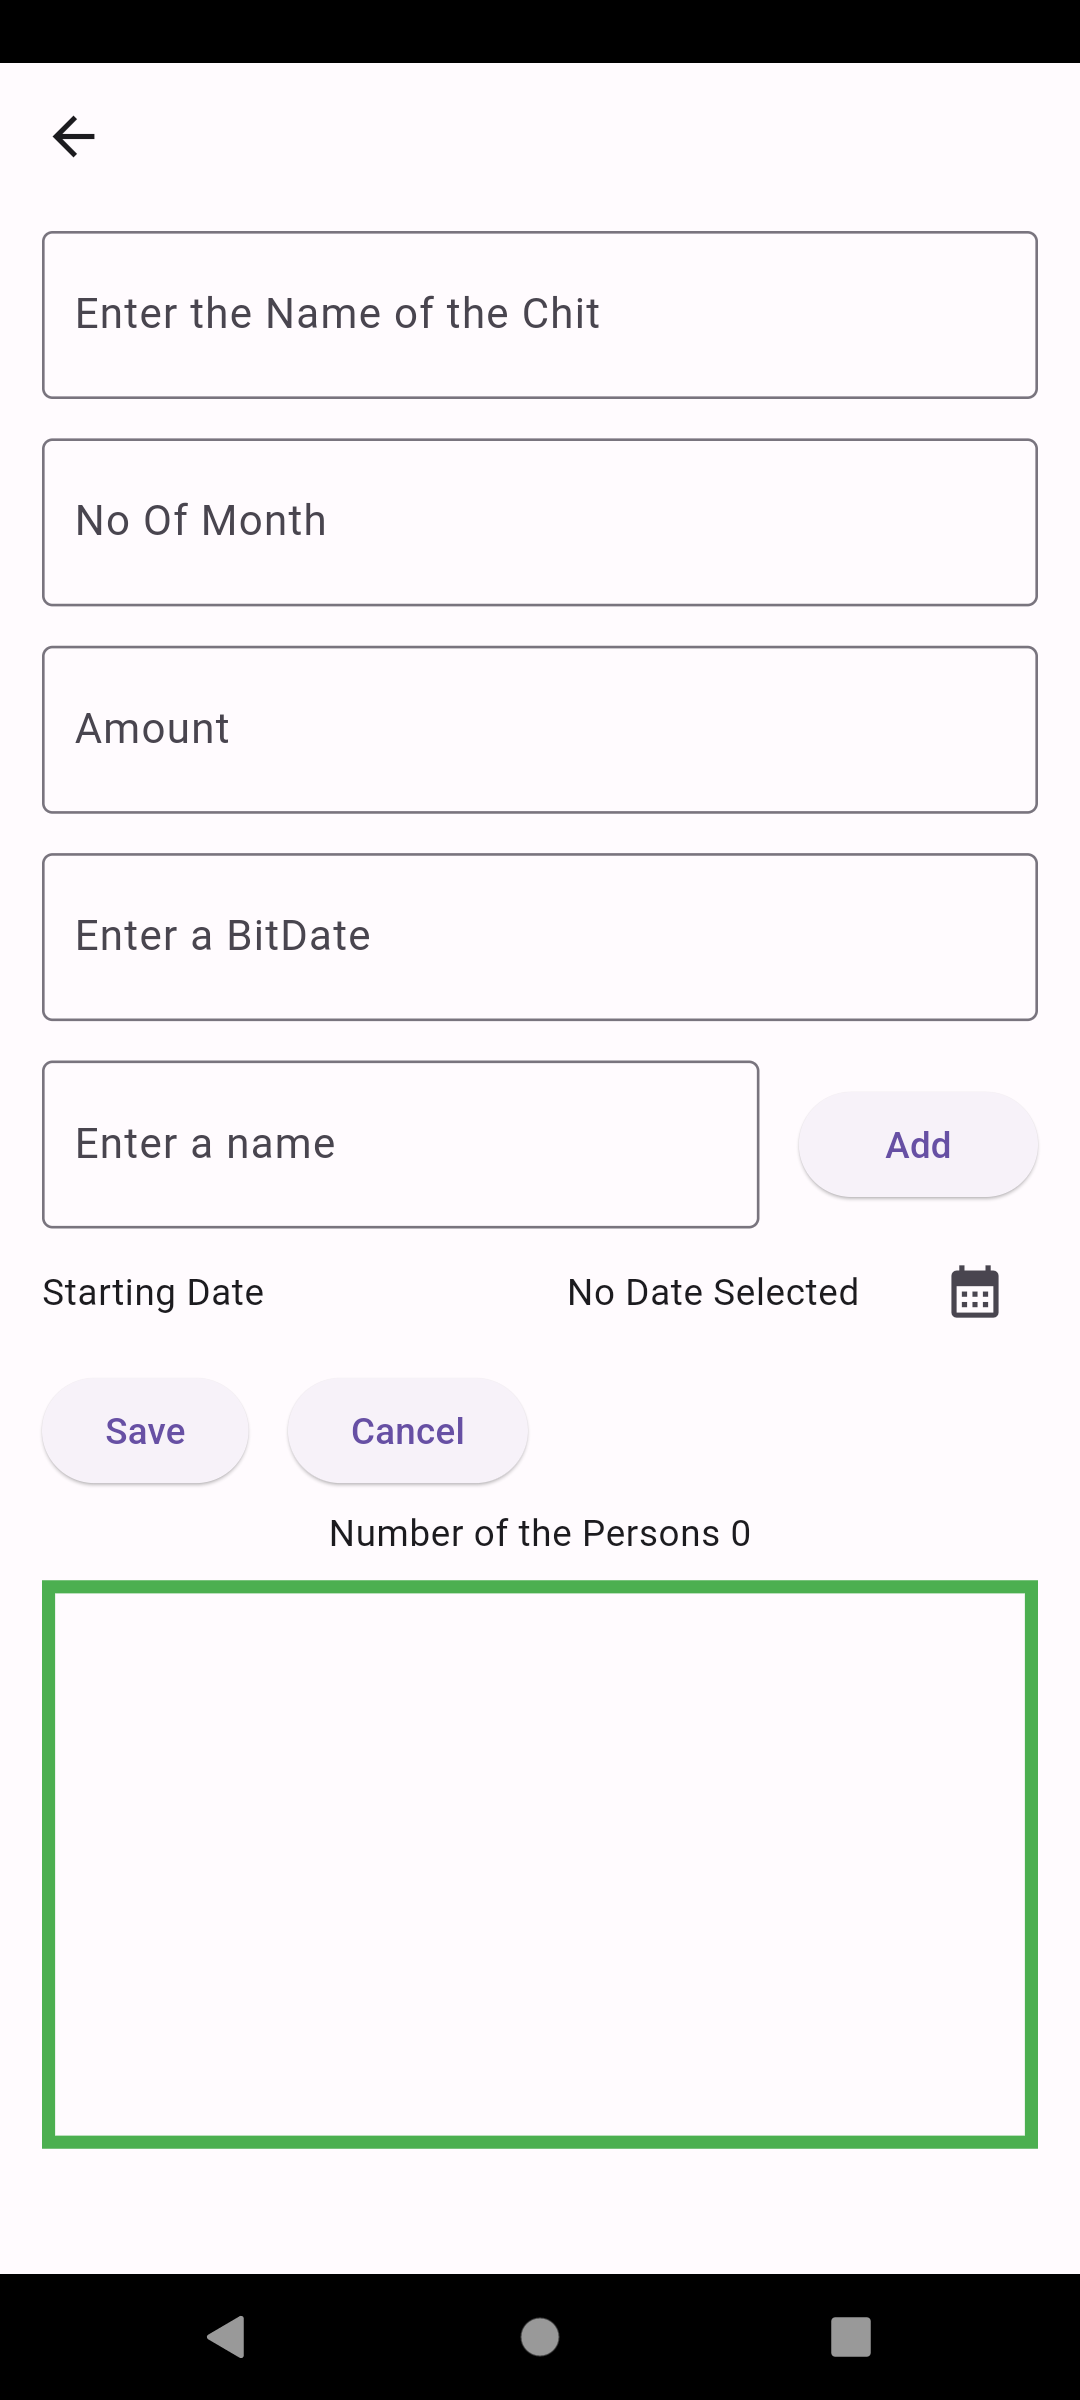 Enter the Name of the Chit
No Of Month
Amount
Enter a BitDate
Enter a name
Add
Starting Date
No Date Selected
Save
Cancel
Number of the Persons 0